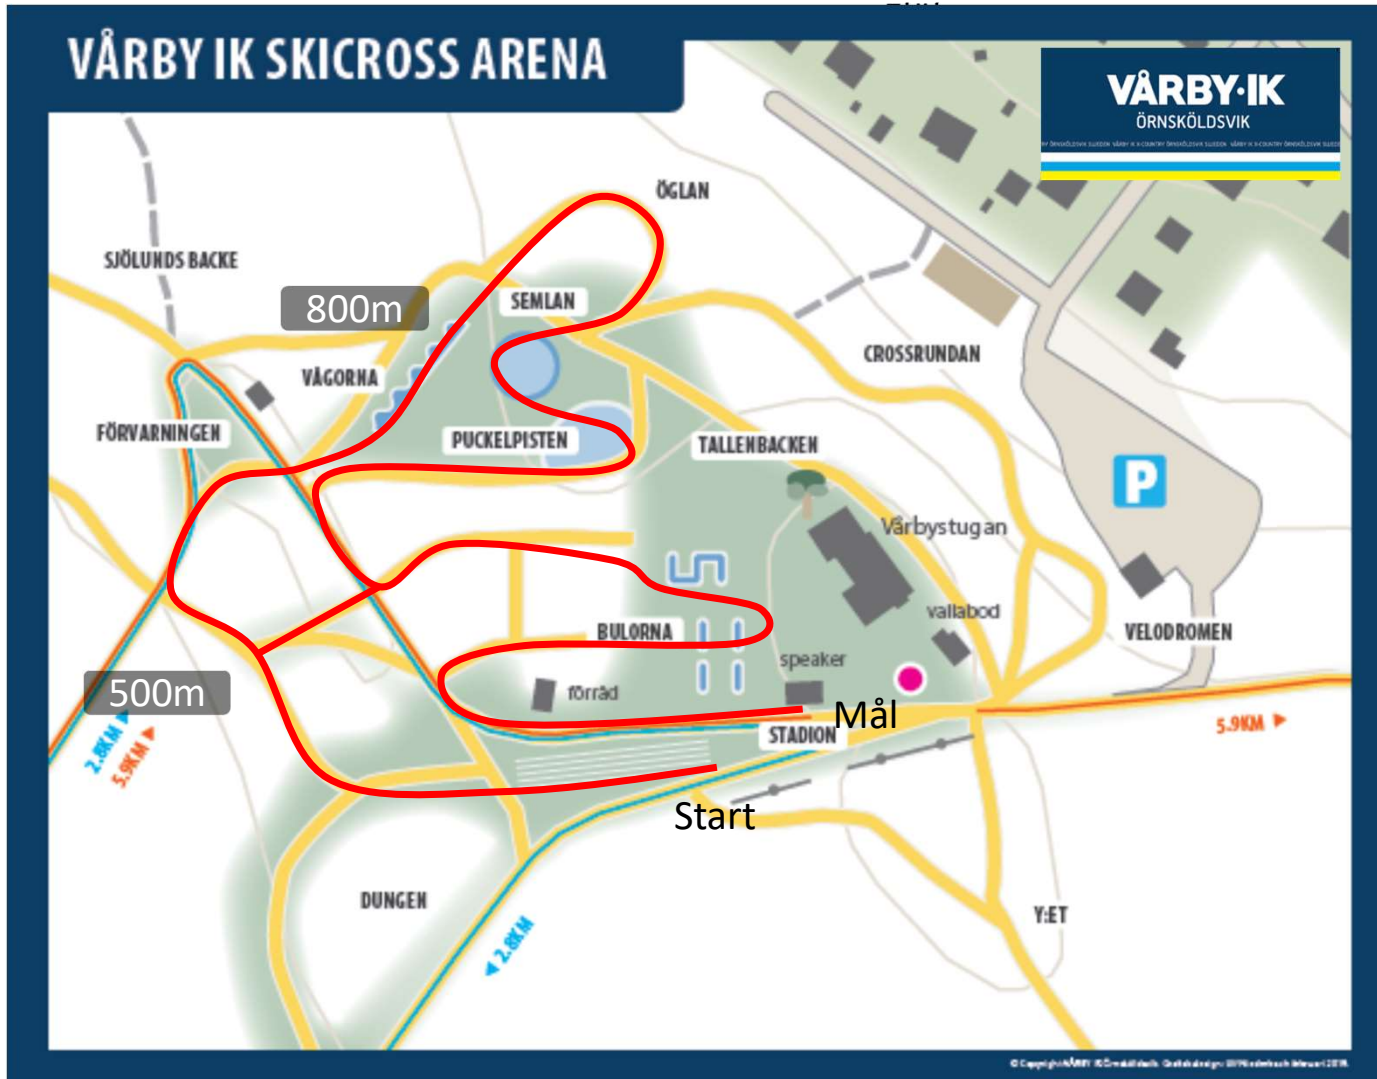 VÅRBY IK SKICROSS ARENA
VÅRBY·IK
ÖRNSKÖLDSVIK
ÖGLAN
SJÖLUNDS BACKE
800m
SEMLAN
VÅGORNA
CROSSRUNDAN
FÖRVARNINGEN
PUCKELPISTEN
TALLENBACKEN
P
Vårbystugan
vallabod
BULORNA
VELODROMEN
speaker
500m
förråd
Mål
STADION
5.9KM
2.8KM
5.9KM
Start
DUNGEN
Y:ET
2.8KM